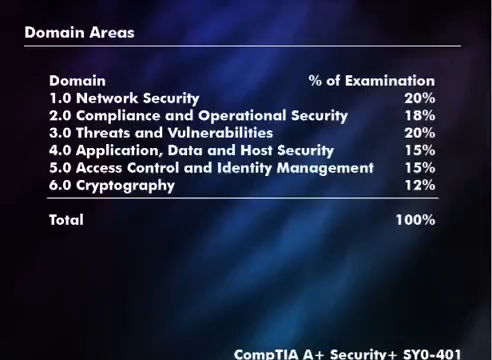 Domain Areas
Domain % of Examination
1.0 Network Security 20%
2.0 Compliance and Operational Security 18%
3.0 Threats and Vulnerabilities 20%
4.0 Application, Data and Host Security 15%
5.0 Access Control and Identity Management 15%
6.0 Cryptography 12%
Total 100%
CompTIA A+ Security+ SY0-401